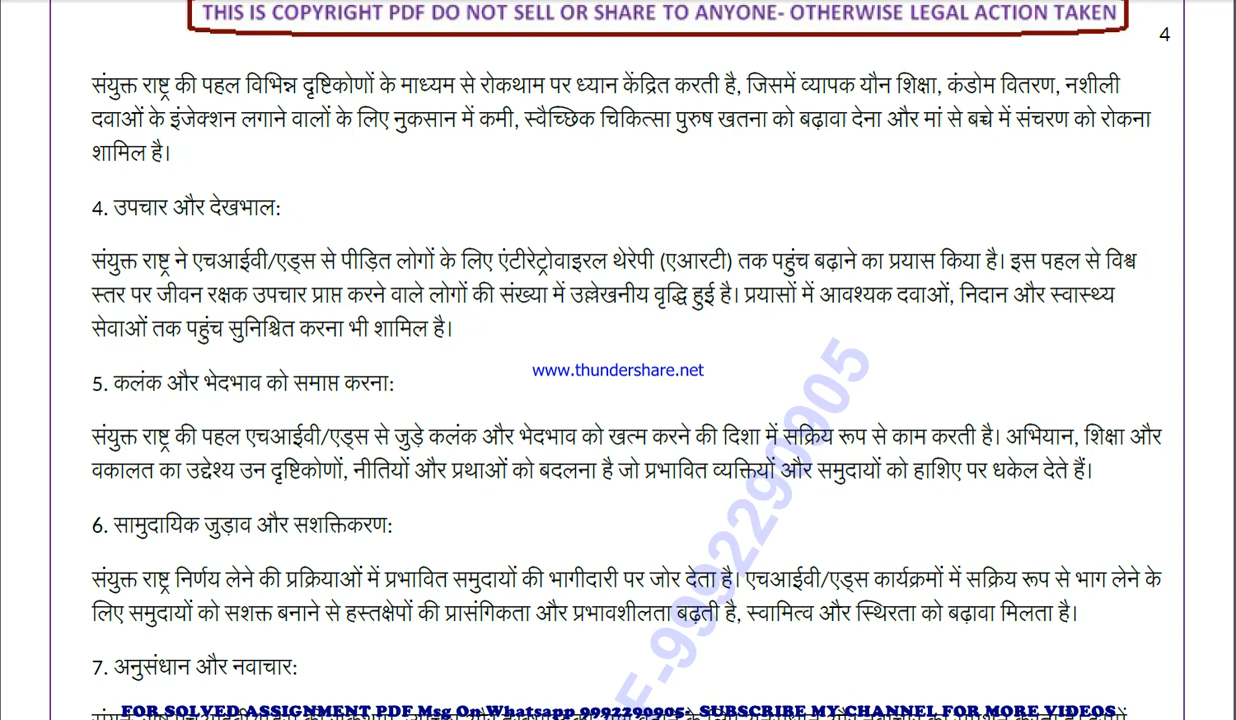 THIS IS COPYRIGHT PDF DO NOT SELL OR SHARE TO ANYONE- OTHERWISE LEGAL ACTION TAKEN
4
संयुक्त राष्ट्र की पहल विभिन्न दृष्टिकोणों के माध्यम से रोकथाम पर ध्यान केंद्रित करती है, जिसमें व्यापक यौन शिक्षा, कंडोम वितरण, नशीली
दवाओं के इंजेक्शन लगाने वालों के लिए नुकसान में कमी, स्वैच्छिक चिकित्सा पुरुष खतना को बढ़ावा देना और मां से बच्चे में संचरण को रोकना
शामिल है।
4. उपचार और देखभाल:
संयुक्त राष्ट्र ने एचआईवी/एड्स से पीड़ित लोगों के लिए एंटीरेट्रोवाइरल थेरेपी (एआरटी) तक पहुंच बढ़ाने का प्रयास किया है। इस पहल से विश्व
स्तर पर जीवन रक्षक उपचार प्राप्त करने वाले लोगों की संख्या में उल्लेखनीय वृद्धि हुई है। प्रयासों में आवश्यक दवाओं, निदान और स्वास्थ्य
सेवाओं तक पहुंच सुनिश्चित करना भी शामिल है।
www.thundershare.net
5. कलंक और भेदभाव को समाप्त करना:
संयुक्त राष्ट्र की पहल एचआईवी/एड्स से जुड़े कलंक और भेदभाव को खत्म करने की दिशा में सक्रिय रूप से काम करती है। अभियान, शिक्षा और
वकालत का उद्देश्य उन दृष्टिकोणों, नीतियों और प्रथाओं को बदलना है जो प्रभावित व्यक्तियों और समुदायों को हाशिए पर धकेल देते हैं।
6. सामुदायिक जुड़ाव और सशक्तिकरण:
संयुक्त राष्ट्र निर्णय लेने की प्रक्रियाओं में प्रभावित समुदायों की भागीदारी पर जोर देता है। एचआईवी/एड्स कार्यक्रमों में सक्रिय रूप से भाग लेने के
लिए समुदायों को सशक्त बनाने से हस्तक्षेपों की प्रासंगिकता और प्रभावशीलता बढ़ती है, स्वामित्व और स्थिरता को बढ़ावा मिलता है।
7. अनुसंधान और नवाचार:
-9992290905
FOR SOLVED ASSIGNMENT PDF Msg On Whatsapp 9992290905- SUBSCRIBE MY CHANNEL FOR MORE VIDEOS